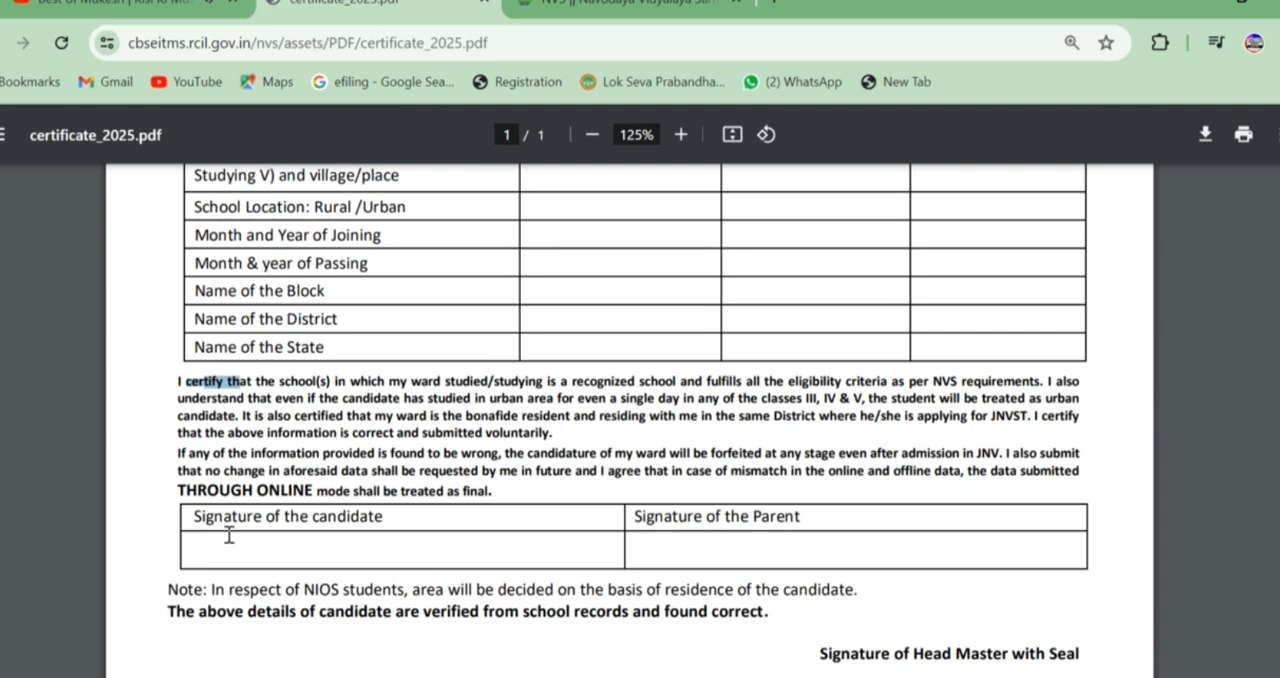 certificate_2025.pdf
cbseitms.rcil.gov.in/nvs/assets/PDF/certificate_2025.pdf
Bookmarks Gmail YouTube Maps efiling - Google Sea... Registration Lok Seva Prabandha... (2) WhatsApp New Tab
certificate_2025.pdf 1 / 1 125%
Studying V) and village/place
School Location: Rural /Urban
Month and Year of Joining
Month & year of Passing
Name of the Block
Name of the District
Name of the State
I certify that the school(s) in which my ward studied/studying is a recognized school and fulfills all the eligibility criteria as per NVS requirements. I also
understand that even if the candidate has studied in urban area for even a single day in any of the classes III, IV & V, the student will be treated as urban
candidate. It is also certified that my ward is the bonafide resident and residing with me in the same District where he/she is applying for JNVST. I certify
that the above information is correct and submitted voluntarily.
If any of the information provided is found to be wrong, the candidature of my ward will be forfeited at any stage even after admission in JNV. I also submit
that no change in aforesaid data shall be requested by me in future and I agree that in case of mismatch in the online and offline data, the data submitted
THROUGH ONLINE mode shall be treated as final.
Signature of the candidate Signature of the Parent
Note: In respect of NIOS students, area will be decided on the basis of residence of the candidate.
The above details of candidate are verified from school records and found correct.
Signature of Head Master with Seal